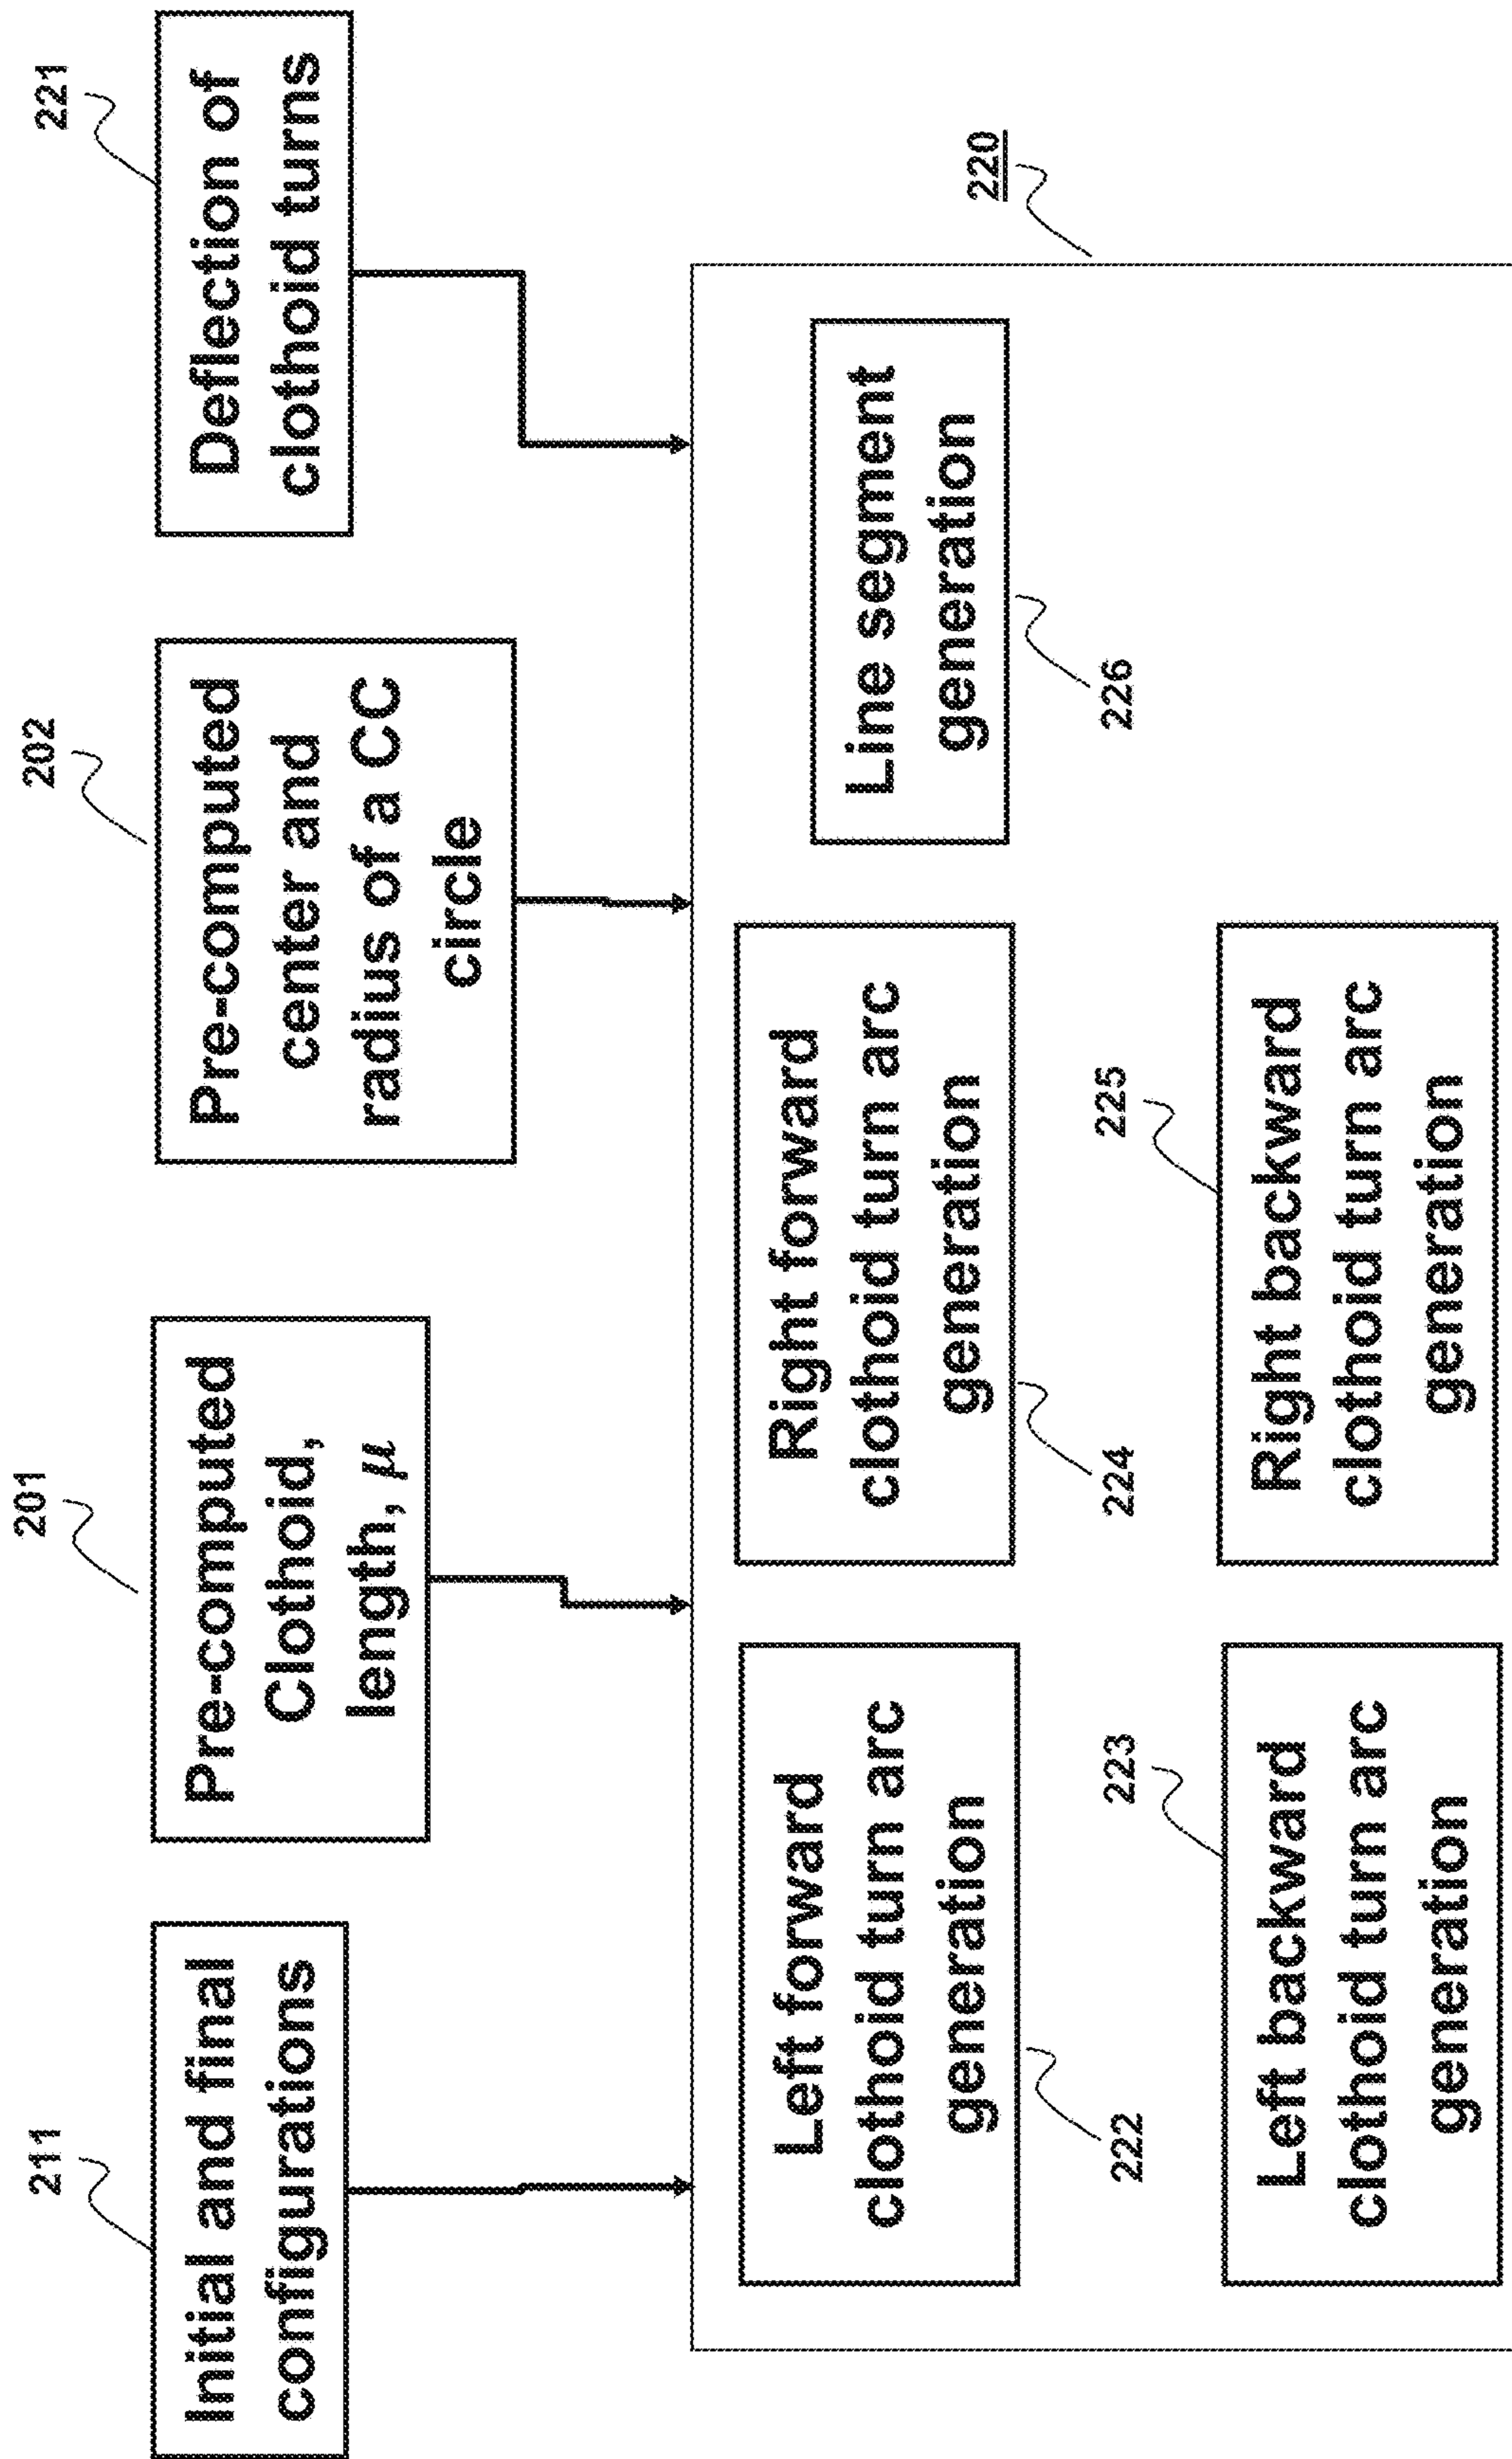 211
Initial and final
configurations
201
Pre-computed
Clothoid,
length, μ
202
Pre-computed
center and
radius of a CC
circle
221
Deflection of
clothoid turns
220
Left forward
clothoid turn arc
generation
222
Right forward
clothoid turn arc
generation
224
Line segment
generation
226
223
Left backward
clothoid turn arc
generation
225
Right backward
clothoid turn arc
generation